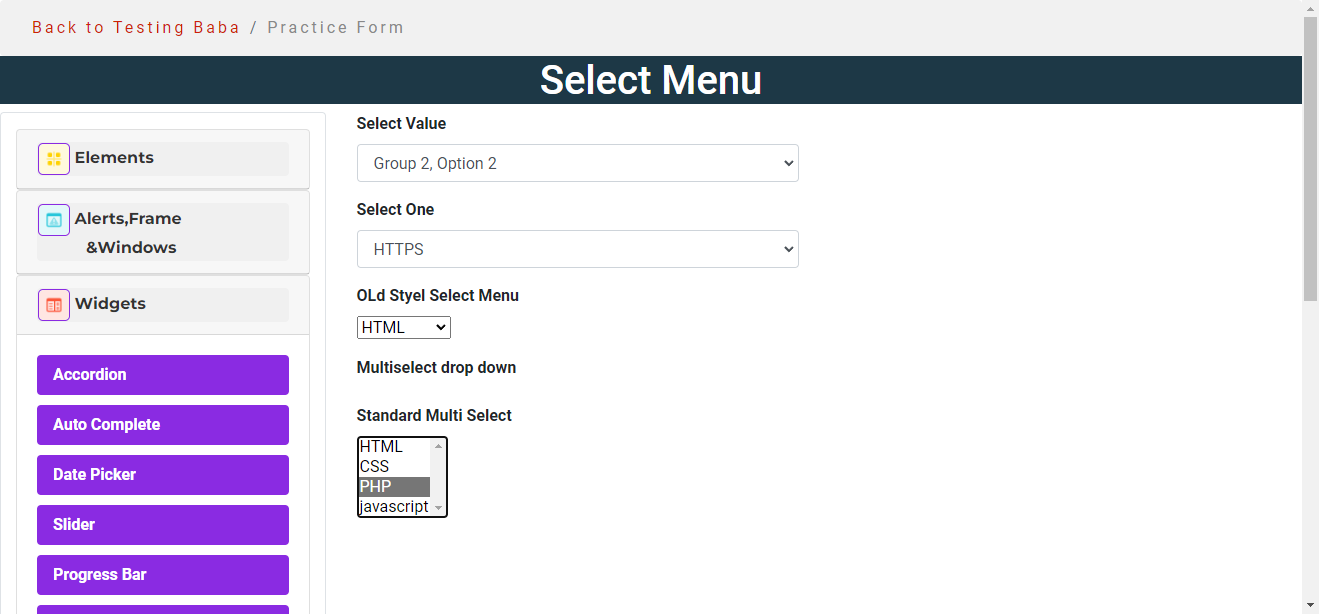 Back to Testing Baba / Practice Form
Select Menu
Elements
Alerts,Frame
&Windows
Widgets
Accordion
Auto Complete
Date Picker
Slider
Progress Bar
Select Value
Group 2, Option 2
Select One
HTTPS
OLd Styel Select Menu
HTML
Multiselect drop down
Standard Multi Select
HTML
CSS
PHP
javascript